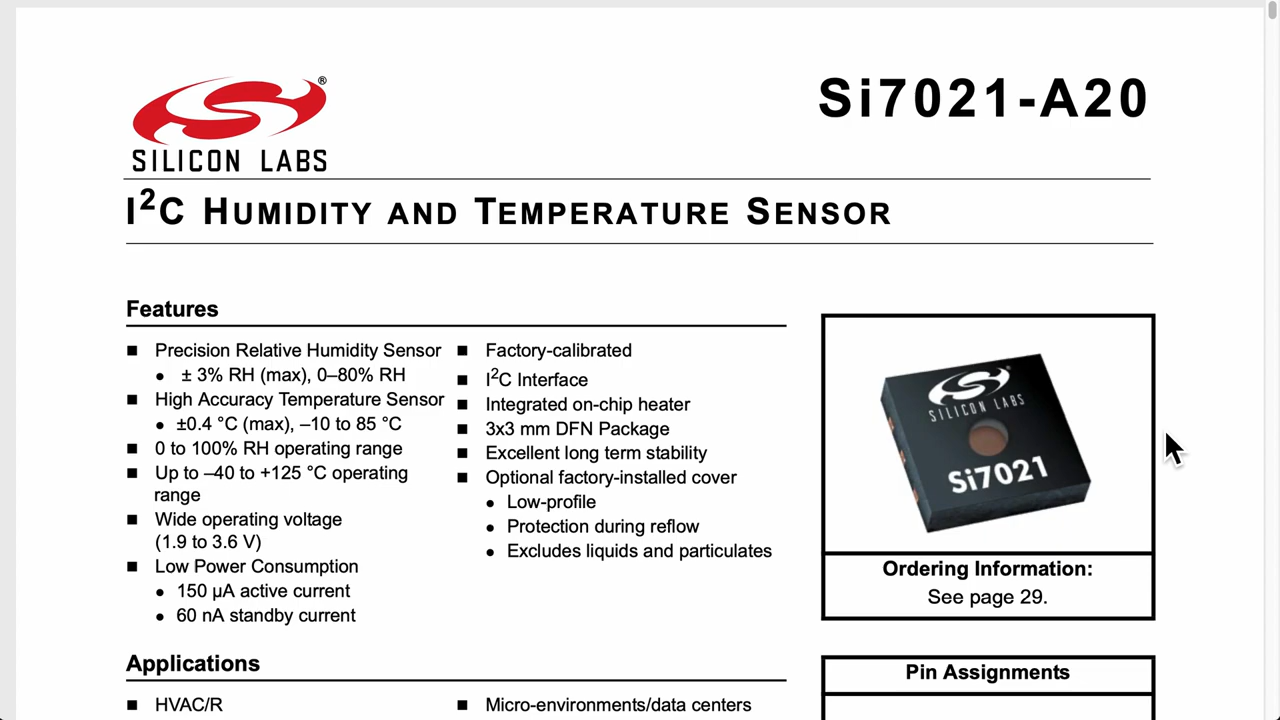 ®
SILICON LABS
Si7021-A20
I²C HUMIDITY AND TEMPERATURE SENSOR
Features
■ Precision Relative Humidity Sensor
● ± 3% RH (max), 0–80% RH
■ High Accuracy Temperature Sensor
● ±0.4 °C (max), –10 to 85 °C
■ 0 to 100% RH operating range
■ Up to –40 to +125 °C operating
range
■ Wide operating voltage
(1.9 to 3.6 V)
■ Low Power Consumption
● 150 µA active current
● 60 nA standby current
■ Factory-calibrated
■ I²C Interface
■ Integrated on-chip heater
■ 3x3 mm DFN Package
■ Excellent long term stability
■ Optional factory-installed cover
● Low-profile
● Protection during reflow
● Excludes liquids and particulates
SILICON LABS
Si7021
Ordering Information:
See page 29.
Applications
■ HVAC/R
■ Micro-environments/data centers
Pin Assignments